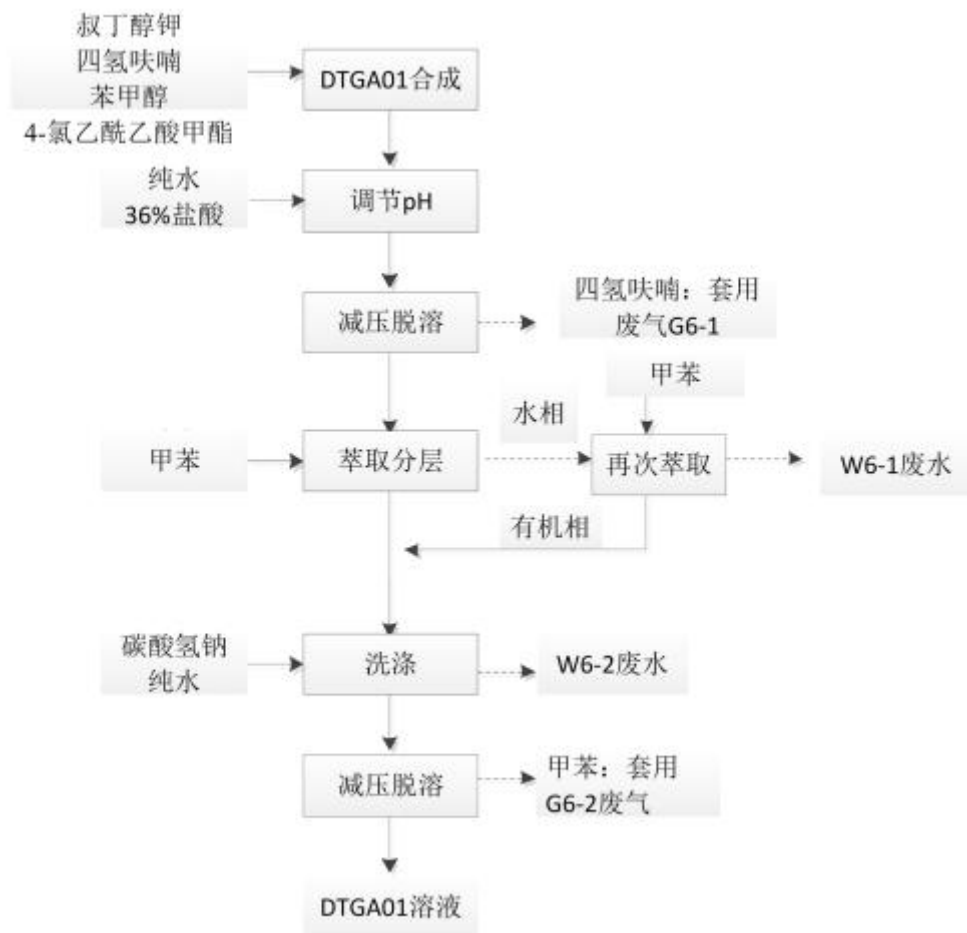 叔丁醇钾
四氢呋喃
苯甲醇
4-氯乙酰乙酸甲酯
DTGA01合成
纯水
36%盐酸
调节pH
减压脱溶
四氢呋喃：套用
废气G6-1
甲苯
水相
甲苯
萃取分层
再次萃取
W6-1废水
有机相
碳酸氢钠
纯水
洗涤
W6-2废水
减压脱溶
甲苯：套用
G6-2废气
DTGA01溶液